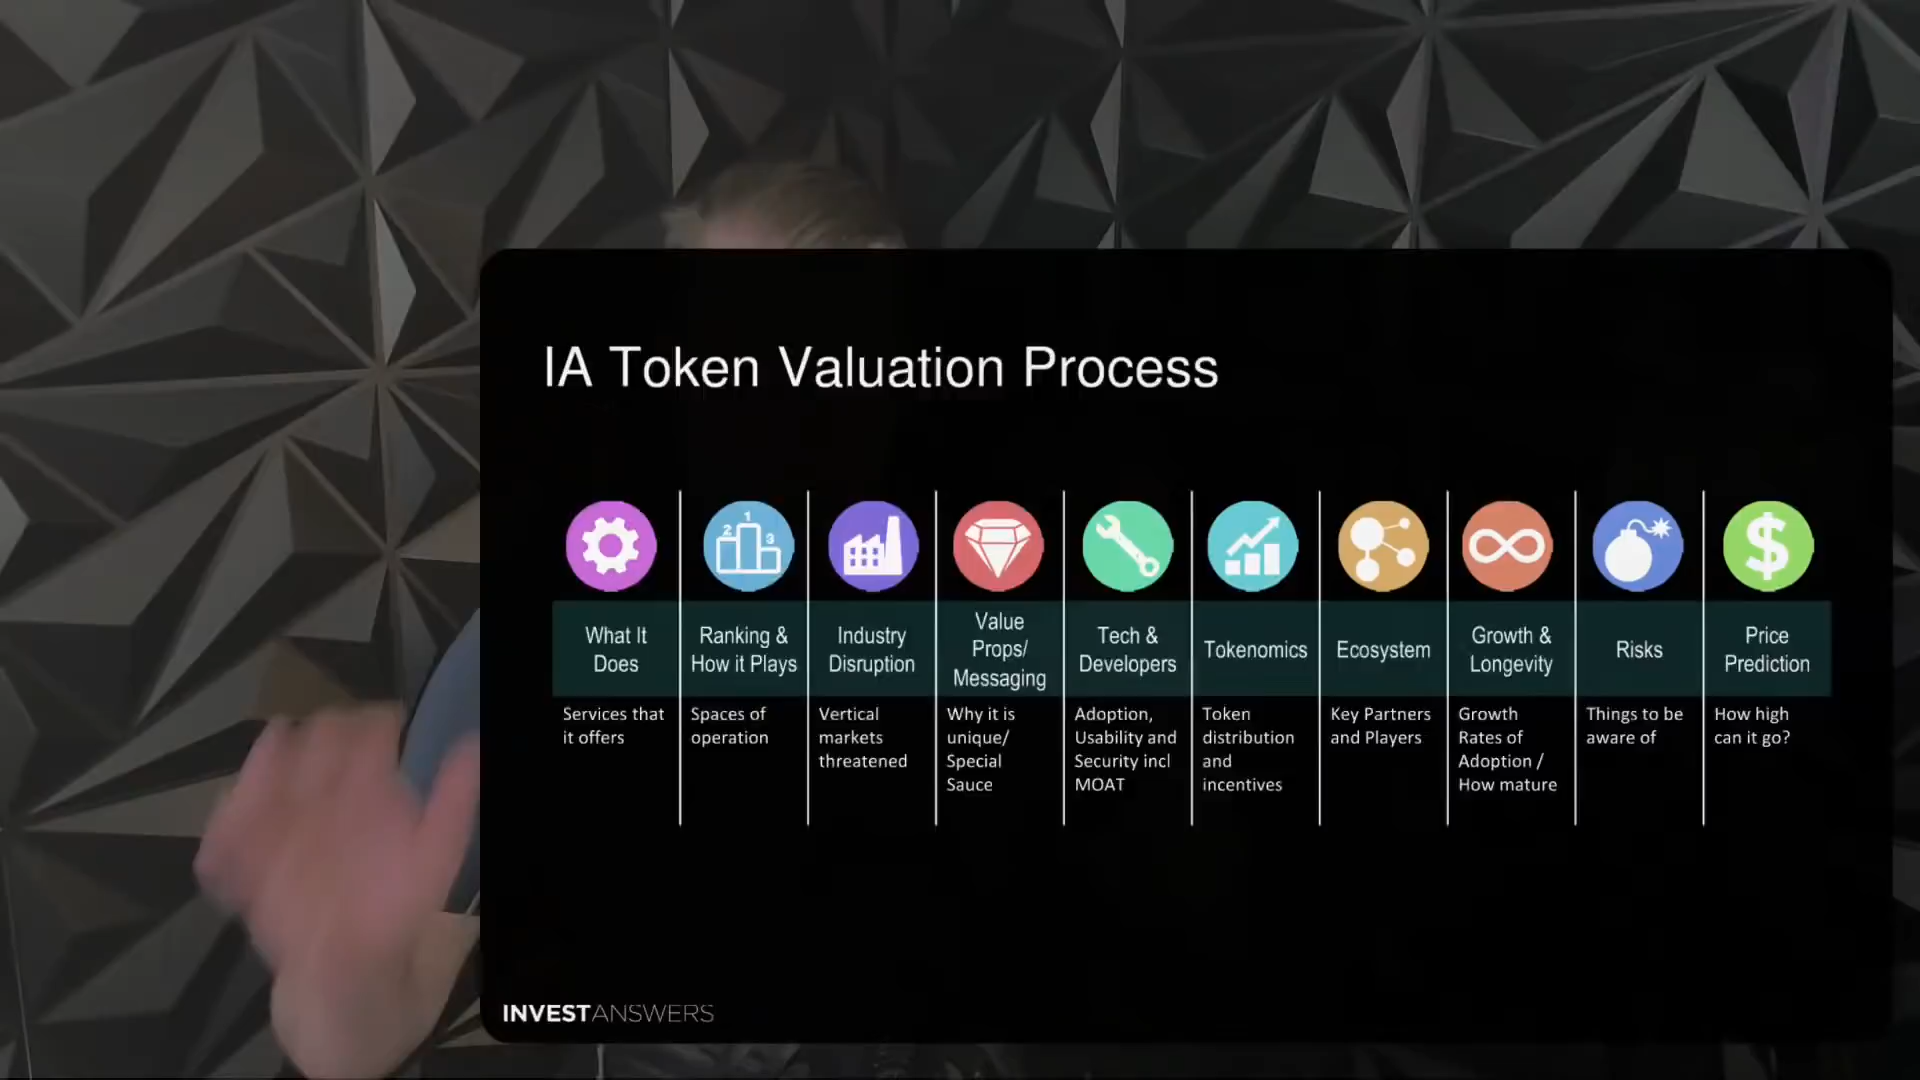 IA Token Valuation Process
2 1 3
$
What It
Does
Ranking &
How it Plays
Industry
Disruption
Value
Props/
Messaging
Tech &
Developers
Tokenomics
Ecosystem
Growth &
Longevity
Risks
Price
Prediction
Services that
it offers
Spaces of
operation
Vertical
markets
threatened
Why it is
unique/
Special
Sauce
Adoption,
Usability and
Security incl
MOAT
Token
distribution
and
incentives
Key Partners
and Players
Growth
Rates of
Adoption /
How mature
Things to be
aware of
How high
can it go?
INVESTANSWERS